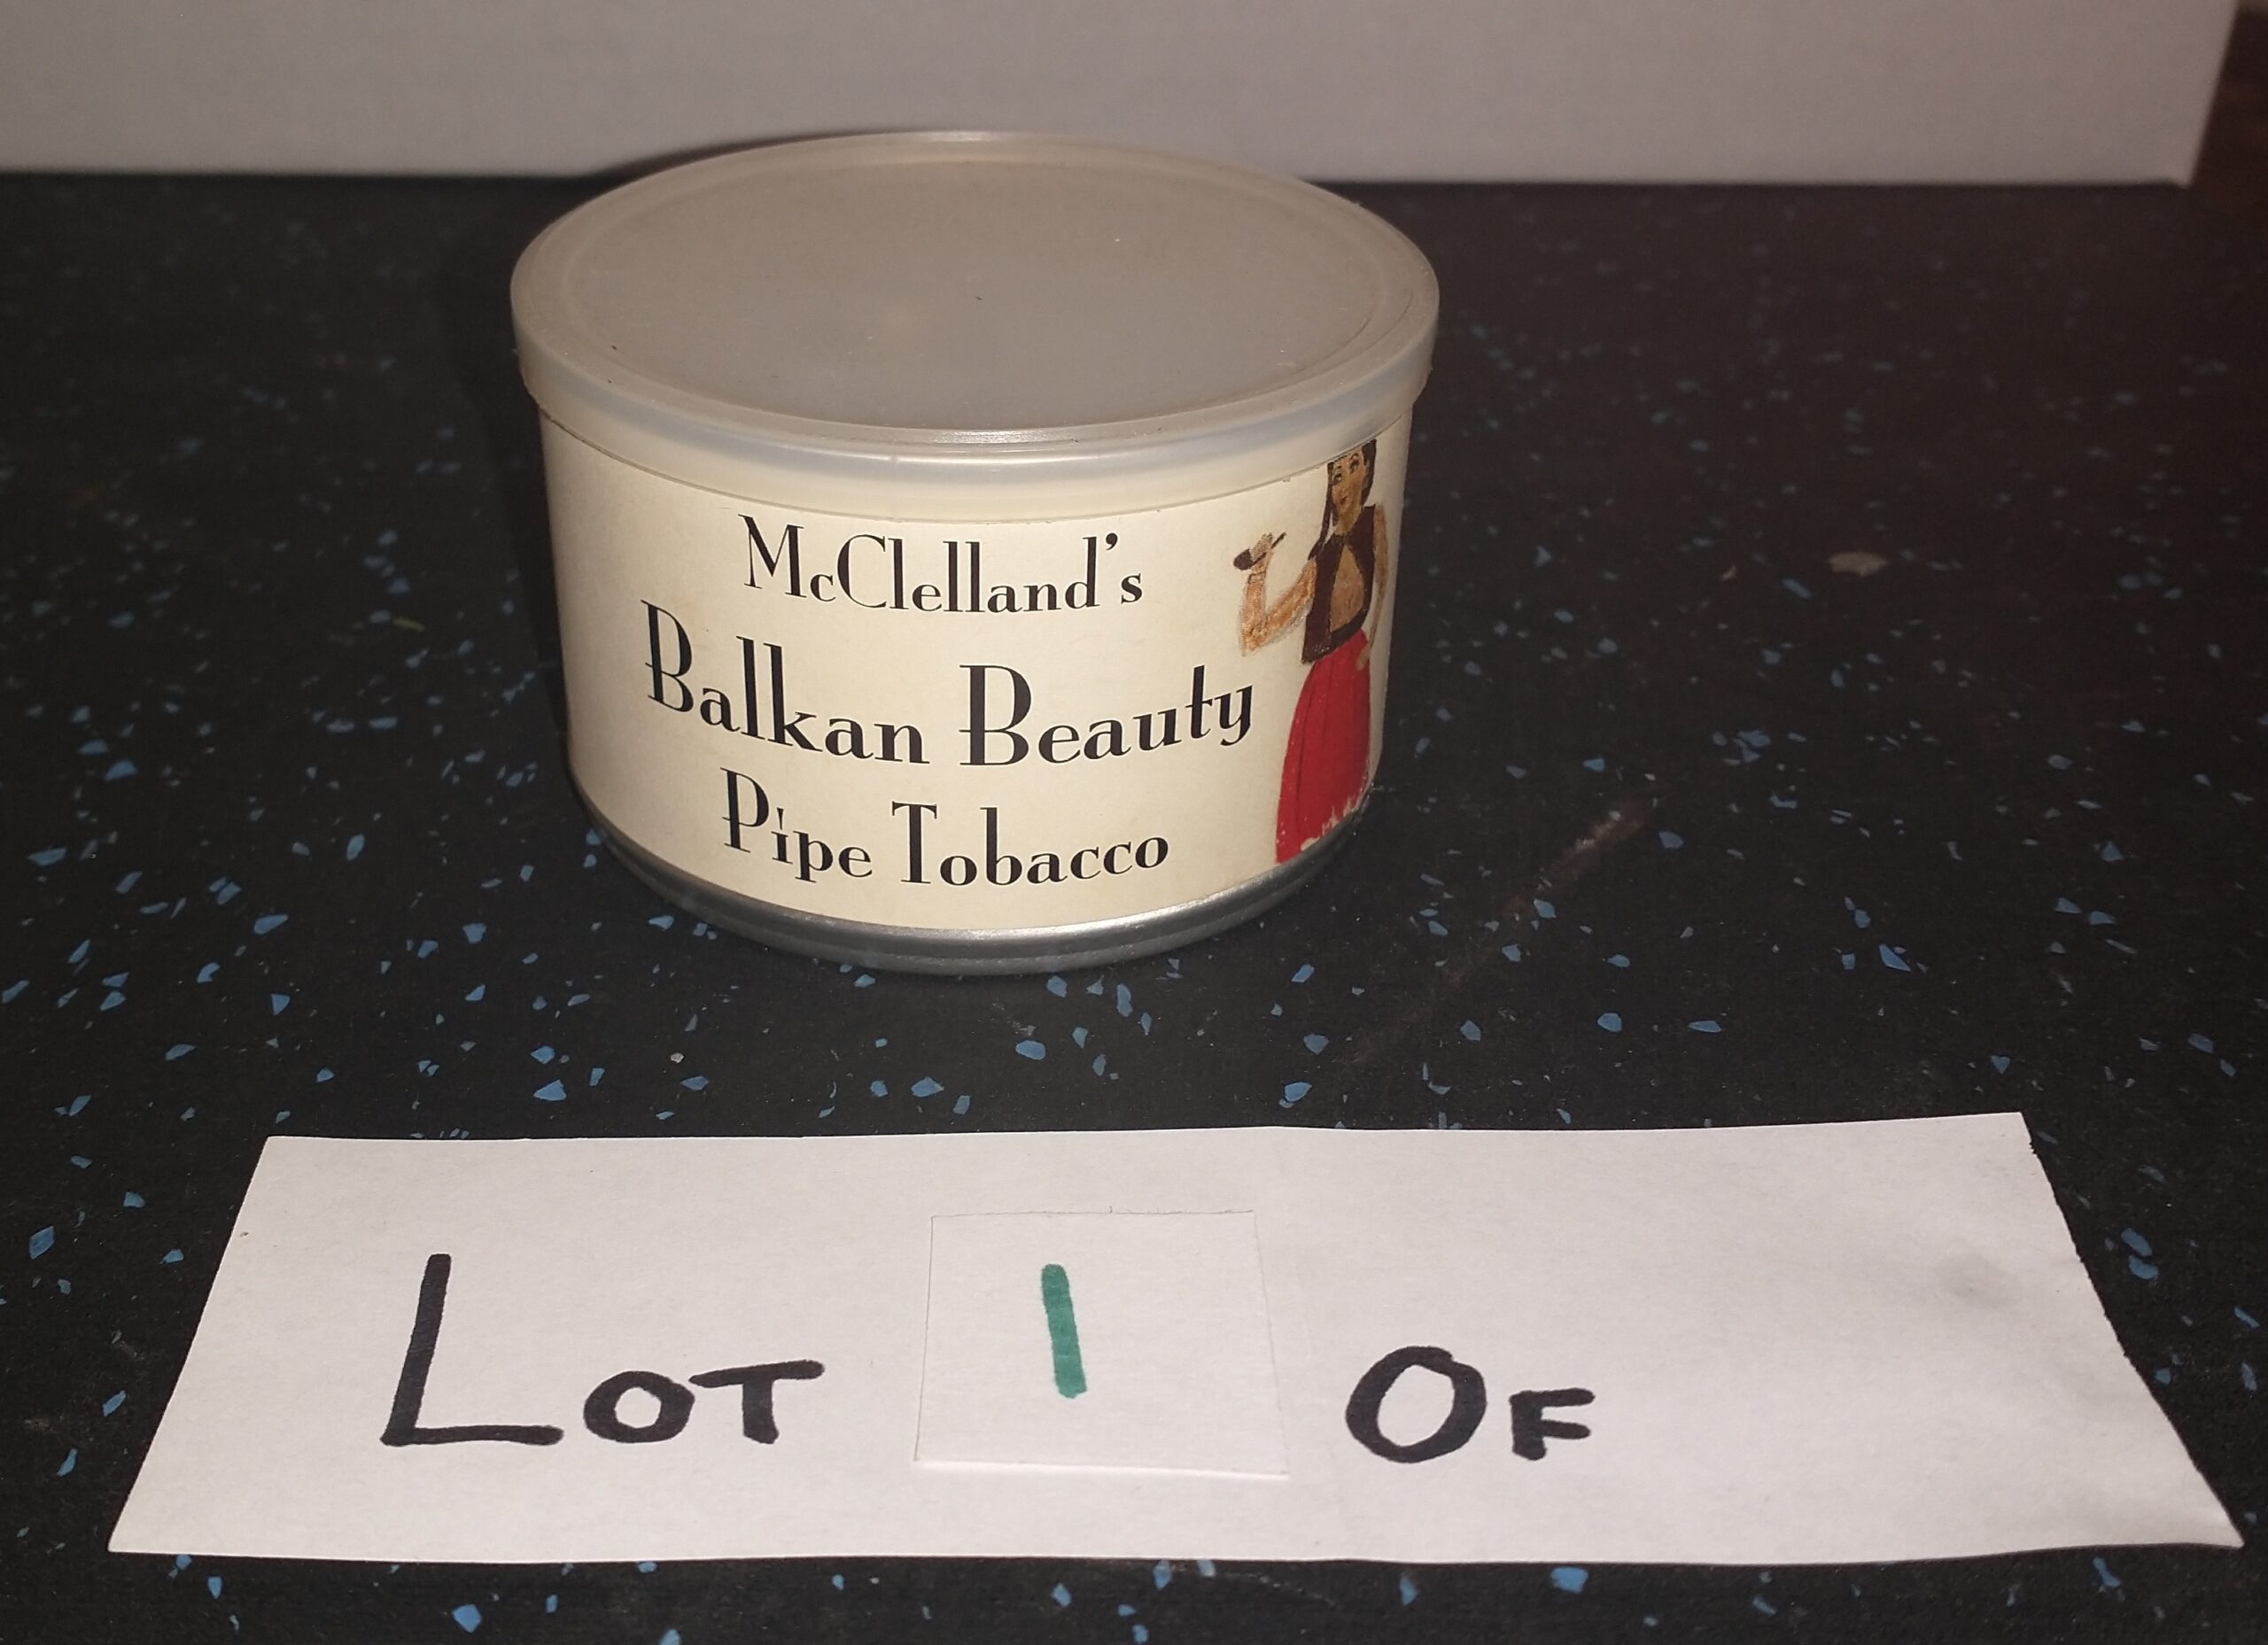 McClelland's
Balkan Beauty
Pipe Tobacco
LOT 1 OF